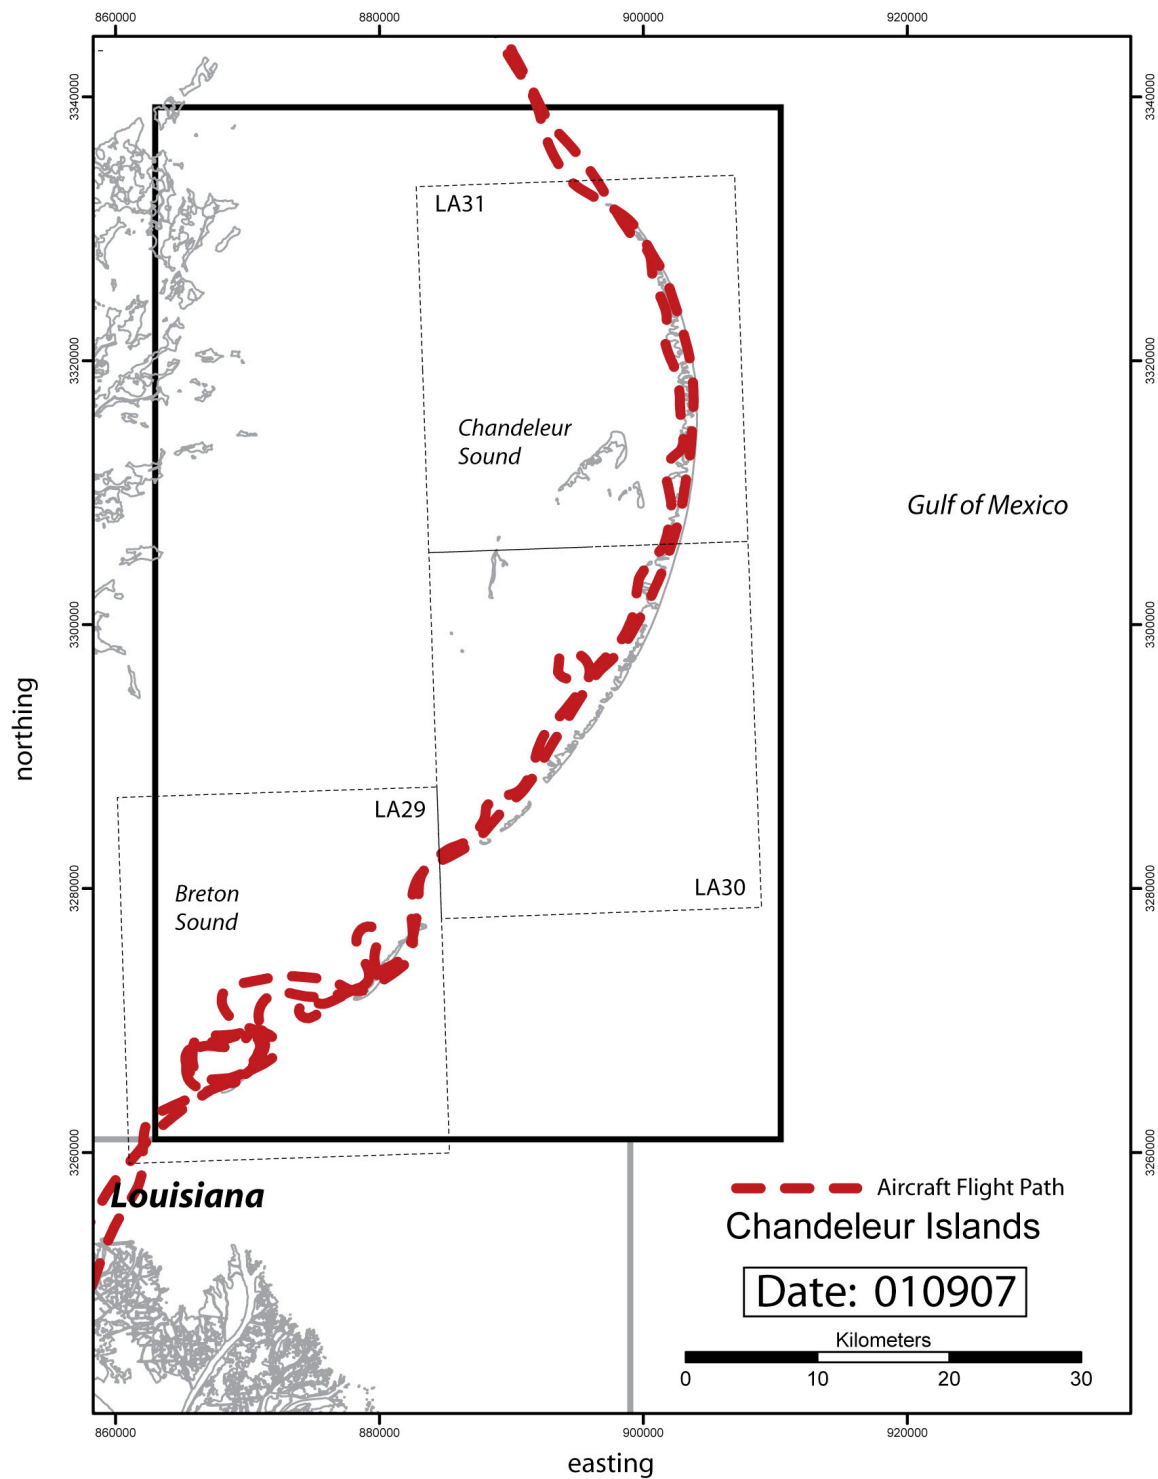 860000
880000
900000
920000
3340000
3340000
LA31
3320000
3320000
Chandeleur
Sound
Gulf of Mexico
3300000
3300000
northing
LA29
LA30
Breton
Sound
3280000
3280000
3260000
3260000
Louisiana
Aircraft Flight Path
Chandeleur Islands
Date: 010907
Kilometers
0
10
20
30
860000
880000
900000
920000
easting